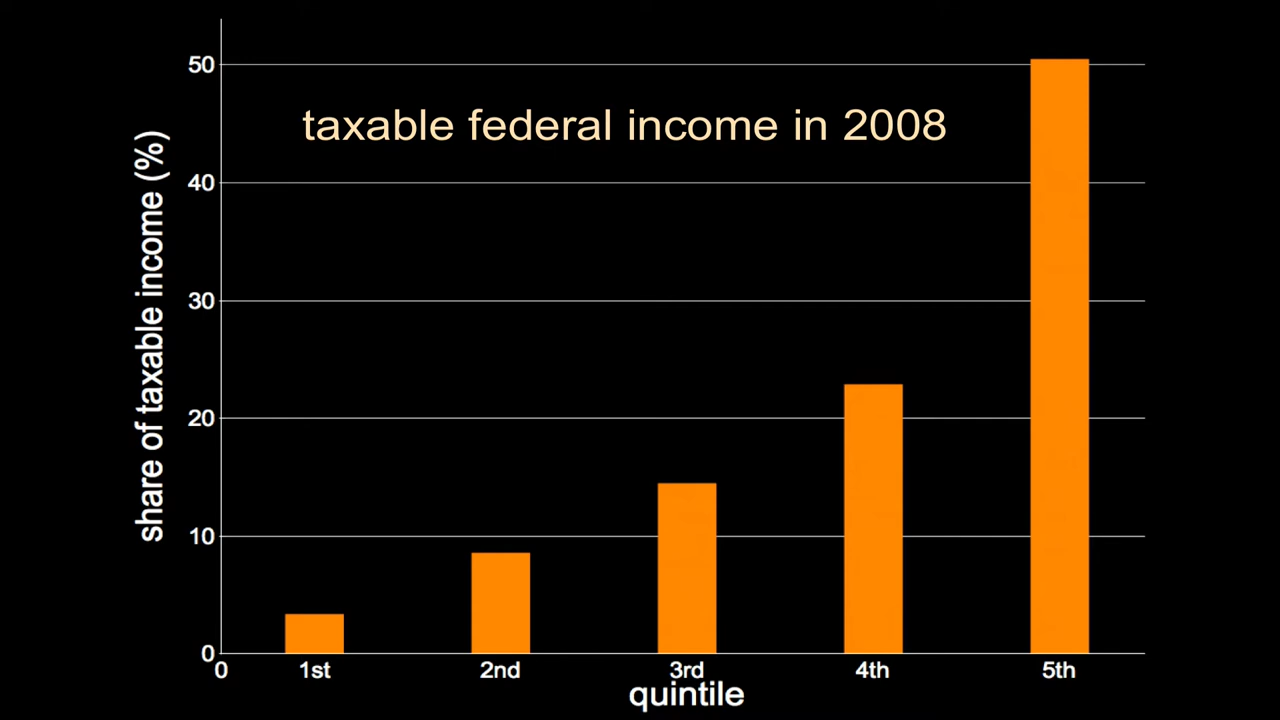 taxable federal income in 2008
share of taxable income (%)
50
40
30
20
10
0
0 1st 2nd 3rd 4th 5th
quintile